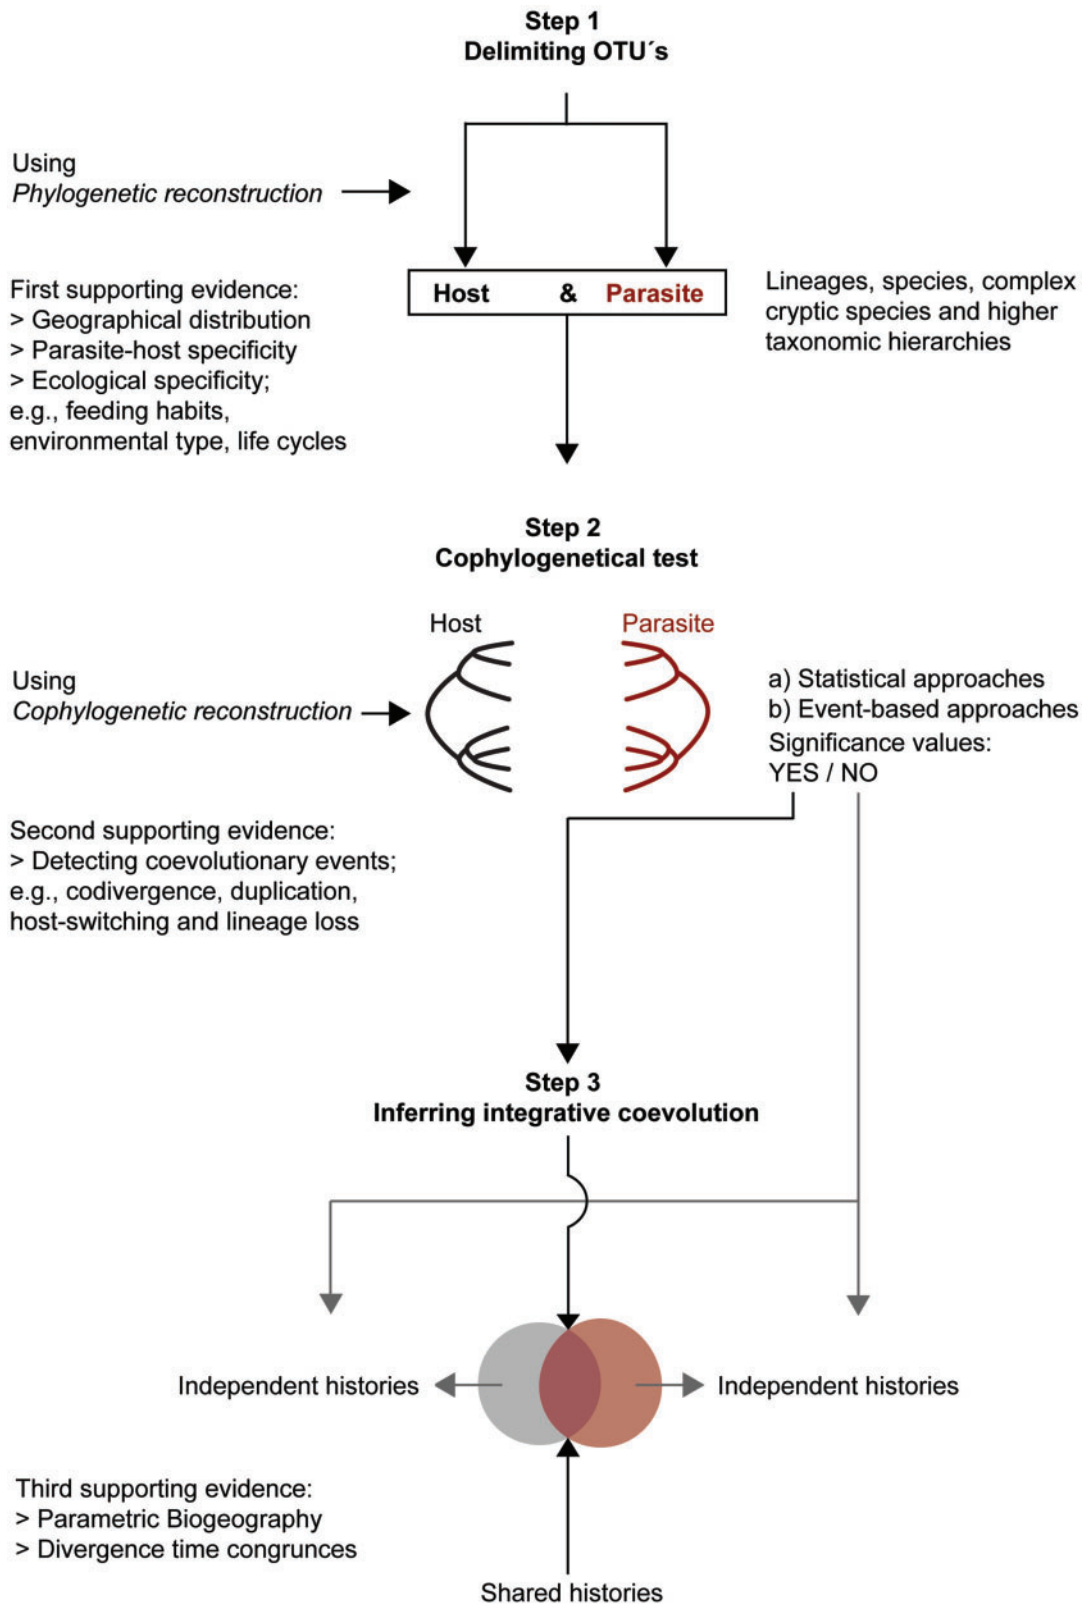 Step 1
Delimiting OTU´s
Using
Phylogenetic reconstruction
First supporting evidence:
> Geographical distribution
> Parasite-host specificity
> Ecological specificity;
e.g., feeding habits,
environmental type, life cycles
Host & Parasite
Lineages, species, complex
cryptic species and higher
taxonomic hierarchies
Step 2
Cophylogenetical test
Host
Parasite
Using
Cophylogenetic reconstruction
a) Statistical approaches
b) Event-based approaches
Significance values:
YES / NO
Second supporting evidence:
> Detecting coevolutionary events;
e.g., codivergence, duplication,
host-switching and lineage loss
Step 3
Inferring integrative coevolution
Independent histories
Independent histories
Third supporting evidence:
> Parametric Biogeography
> Divergence time congrunces
Shared histories